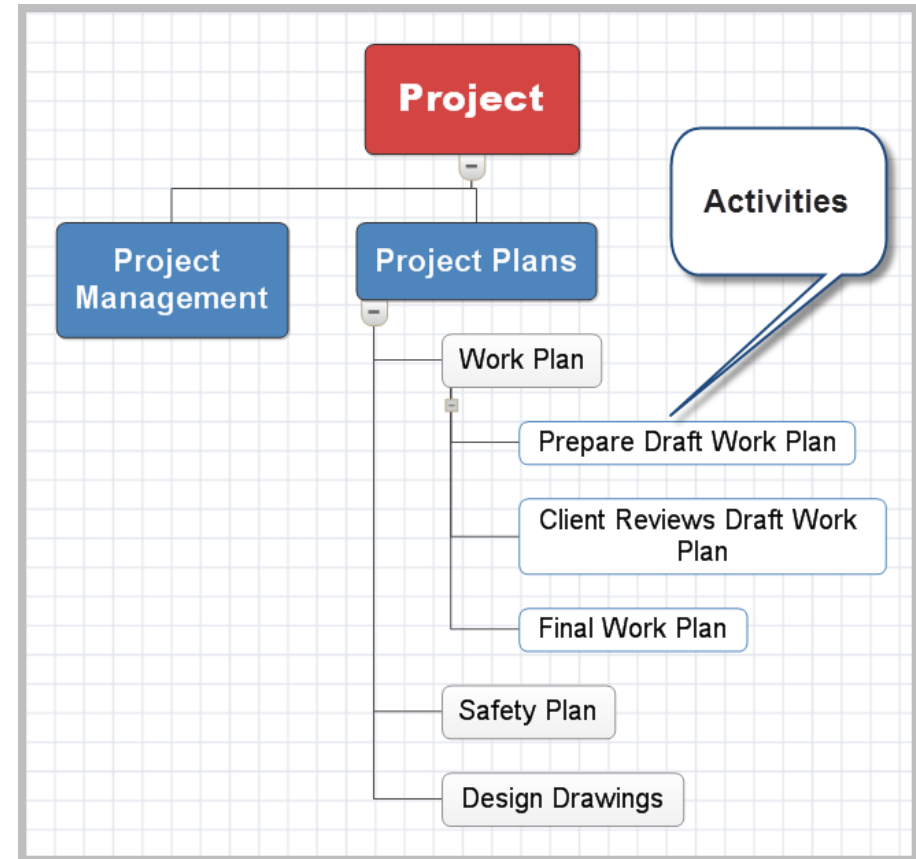 Project
Activities
Project
Management
Project Plans
Work Plan
Prepare Draft Work Plan
Client Reviews Draft Work
Plan
Final Work Plan
Safety Plan
Design Drawings